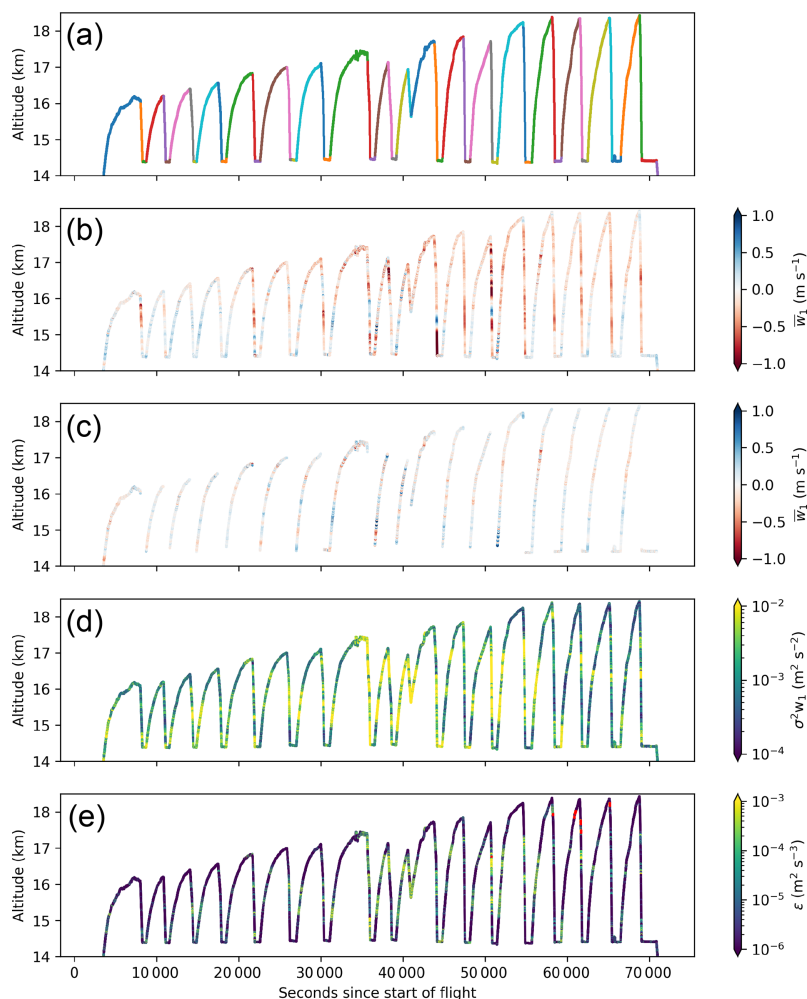 (a)
Altitude (km)
18
17
16
15
14
(b)
Altitude (km)
18
17
16
15
14
1.0
0.5
0.0
−0.5
−1.0
w̅₁ (m s⁻¹)
(c)
Altitude (km)
18
17
16
15
14
1.0
0.5
0.0
−0.5
−1.0
w̅₁ (m s⁻¹)
(d)
Altitude (km)
18
17
16
15
14
10⁻²
10⁻³
10⁻⁴
σ²w₁ (m² s⁻²)
(e)
Altitude (km)
18
17
16
15
14
10⁻³
10⁻⁴
10⁻⁵
10⁻⁶
ε (m² s⁻³)
0 10 000 20 000 30 000 40 000 50 000 60 000 70 000
Seconds since start of flight